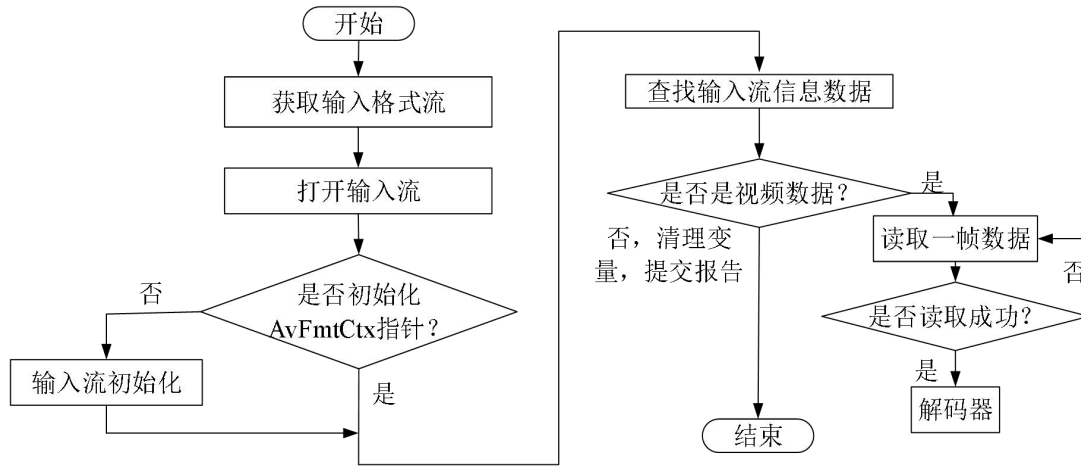 开始
获取输入格式流
打开输入流
是否初始化
AvFmtCtx指针？
否
输入流初始化
是
查找输入流信息数据
是否是视频数据？
是
否，清理变
量，提交报告
读取一帧数据
否
是否读取成功？
是
解码器
结束